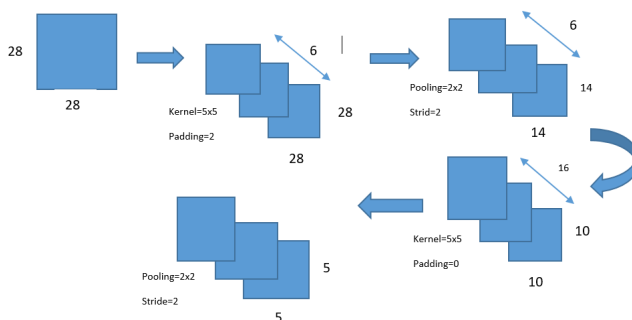 28
28
6
Kernel=5x5
Padding=2
28
28
6
Pooling=2x2
Strid=2
14
14
16
Kernel=5x5
Padding=0
10
10
Pooling=2x2
Stride=2
5
5